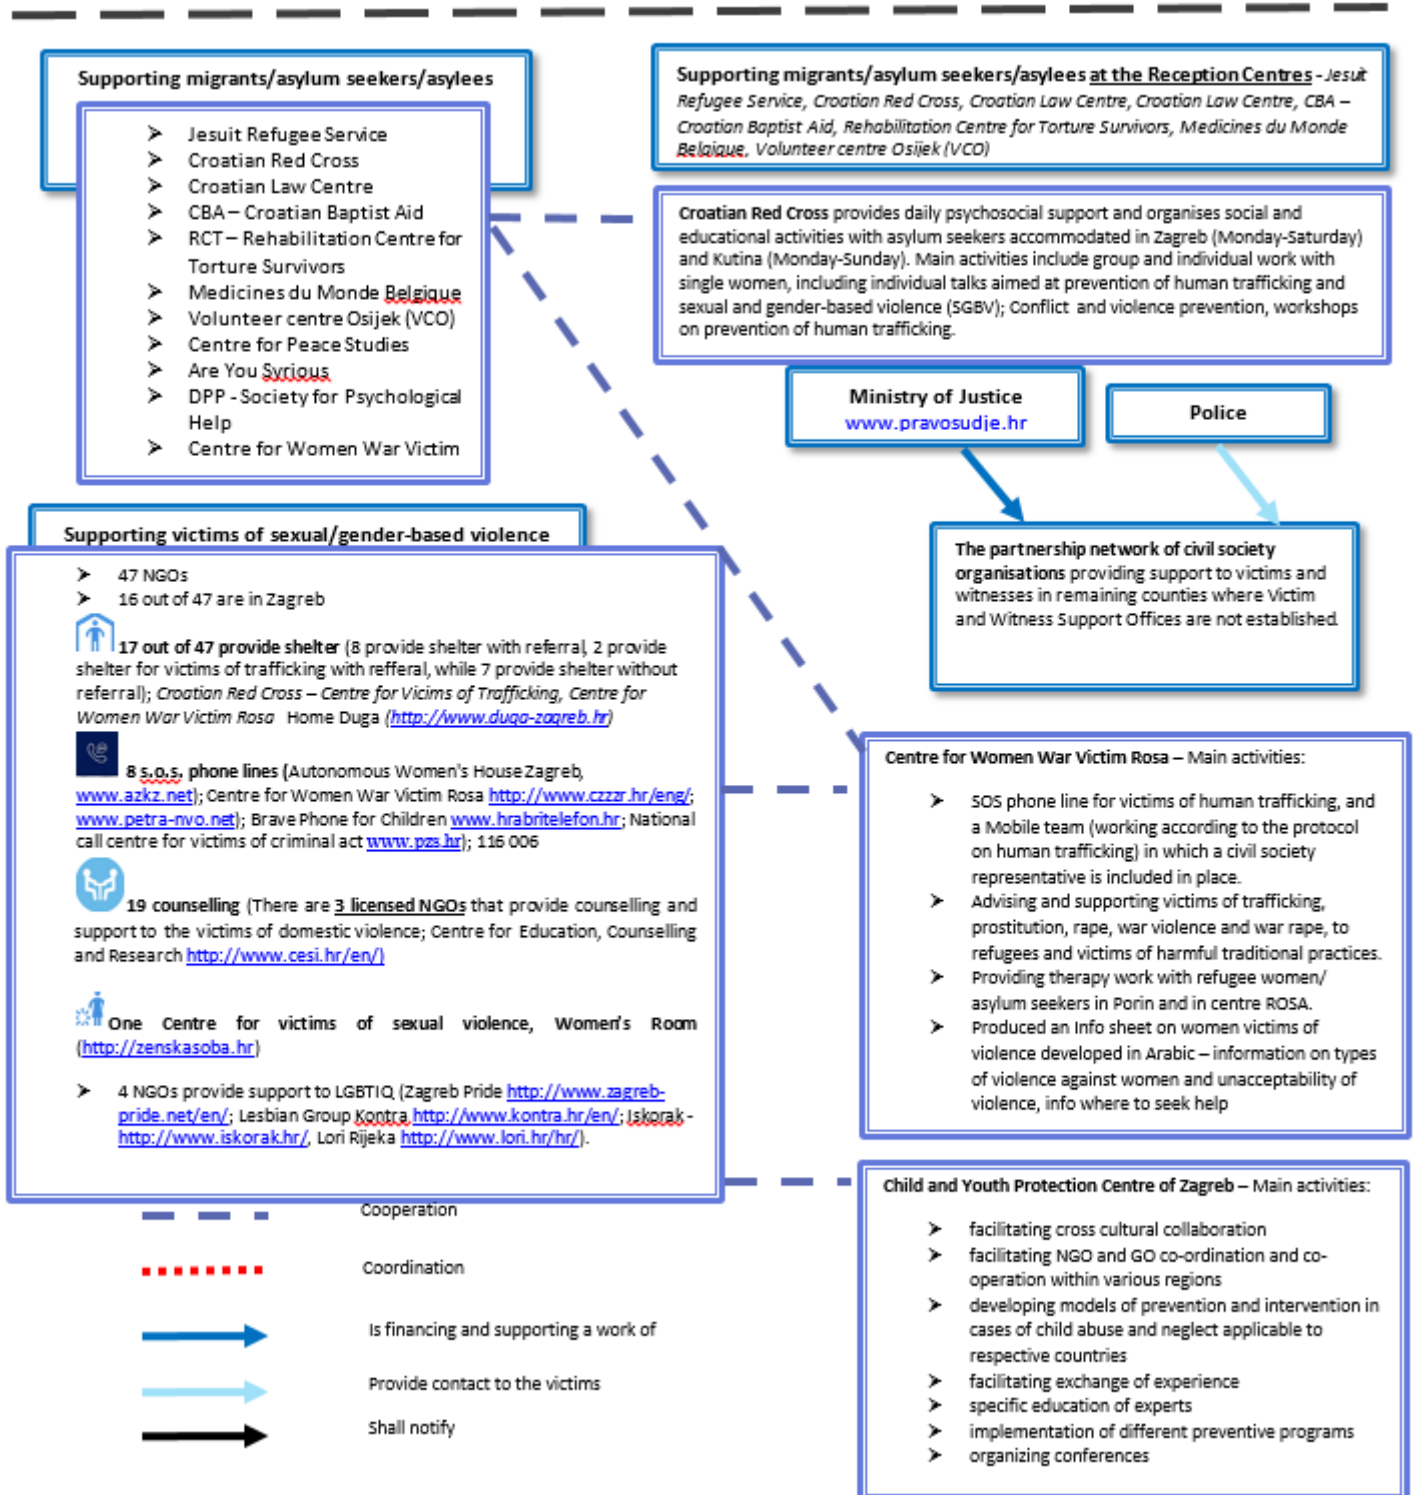 Supporting migrants/asylum seekers/asylees
➢ Jesuit Refugee Service
➢ Croatian Red Cross
➢ Croatian Law Centre
➢ CBA – Croatian Baptist Aid
➢ RCT – Rehabilitation Centre for
Torture Survivors
➢ Medicines du Monde Belgique
➢ Volunteer centre Osijek (VCO)
➢ Centre for Peace Studies
➢ Are You Syrious
➢ DPP - Society for Psychological
Help
➢ Centre for Women War Victim
Supporting migrants/asylum seekers/asylees at the Reception Centres - Jesuit
Refugee Service, Croatian Red Cross, Croatian Law Centre, Croatian Law Centre, CBA –
Croatian Baptist Aid, Rehabilitation Centre for Torture Survivors, Medicines du Monde
Belgique, Volunteer centre Osijek (VCO)
Croatian Red Cross provides daily psychosocial support and organises social and
educational activities with asylum seekers accommodated in Zagreb (Monday-Saturday)
and Kutina (Monday-Sunday). Main activities include group and individual work with
single women, including individual talks aimed at prevention of human trafficking and
sexual and gender-based violence (SGBV); Conflict and violence prevention, workshops
on prevention of human trafficking.
Ministry of Justice
www.pravosudje.hr
Police
The partnership network of civil society
organisations providing support to victims and
witnesses in remaining counties where Victim
and Witness Support Offices are not established.
Supporting victims of sexual/gender-based violence
➢ 47 NGOs
➢ 16 out of 47 are in Zagreb
17 out of 47 provide shelter (8 provide shelter with referral, 2 provide
shelter for victims of trafficking with refferal, while 7 provide shelter without
referral); Croatian Red Cross – Centre for Vicims of Trafficking, Centre for
Women War Victim Rosa Home Duga (http://www.duga-zagreb.hr)
8 s.o.s. phone lines (Autonomous Women's House Zagreb,
www.azkz.net); Centre for Women War Victim Rosa http://www.czzzr.hr/eng/;
www.petra-nvo.net); Brave Phone for Children www.hrabritelefon.hr; National
call centre for victims of criminal act www.pzs.hr); 116 006
19 counselling (There are 3 licensed NGOs that provide counselling and
support to the victims of domestic violence; Centre for Education, Counselling
and Research http://www.cesi.hr/en/)
One Centre for victims of sexual violence, Women's Room
(http://zenskasoba.hr)
➢ 4 NGOs provide support to LGBTIQ (Zagreb Pride http://www.zagreb-
pride.net/en/; Lesbian Group Kontra http://www.kontra.hr/en/; Iskorak -
http://www.iskorak.hr/, Lori Rijeka http://www.lori.hr/hr/).
Centre for Women War Victim Rosa – Main activities:
➢ SOS phone line for victims of human trafficking, and
a Mobile team (working according to the protocol
on human trafficking) in which a civil society
representative is included in place.
➢ Advising and supporting victims of trafficking,
prostitution, rape, war violence and war rape, to
refugees and victims of harmful traditional practices.
➢ Providing therapy work with refugee women/
asylum seekers in Porin and in centre ROSA.
➢ Produced an Info sheet on women victims of
violence developed in Arabic – information on types
of violence against women and unacceptability of
violence, info where to seek help
Child and Youth Protection Centre of Zagreb – Main activities:
➢ facilitating cross cultural collaboration
➢ facilitating NGO and GO co-ordination and co-
operation within various regions
➢ developing models of prevention and intervention in
cases of child abuse and neglect applicable to
respective countries
➢ facilitating exchange of experience
➢ specific education of experts
➢ implementation of different preventive programs
➢ organizing conferences
Cooperation
Coordination
Is financing and supporting a work of
Provide contact to the victims
Shall notify